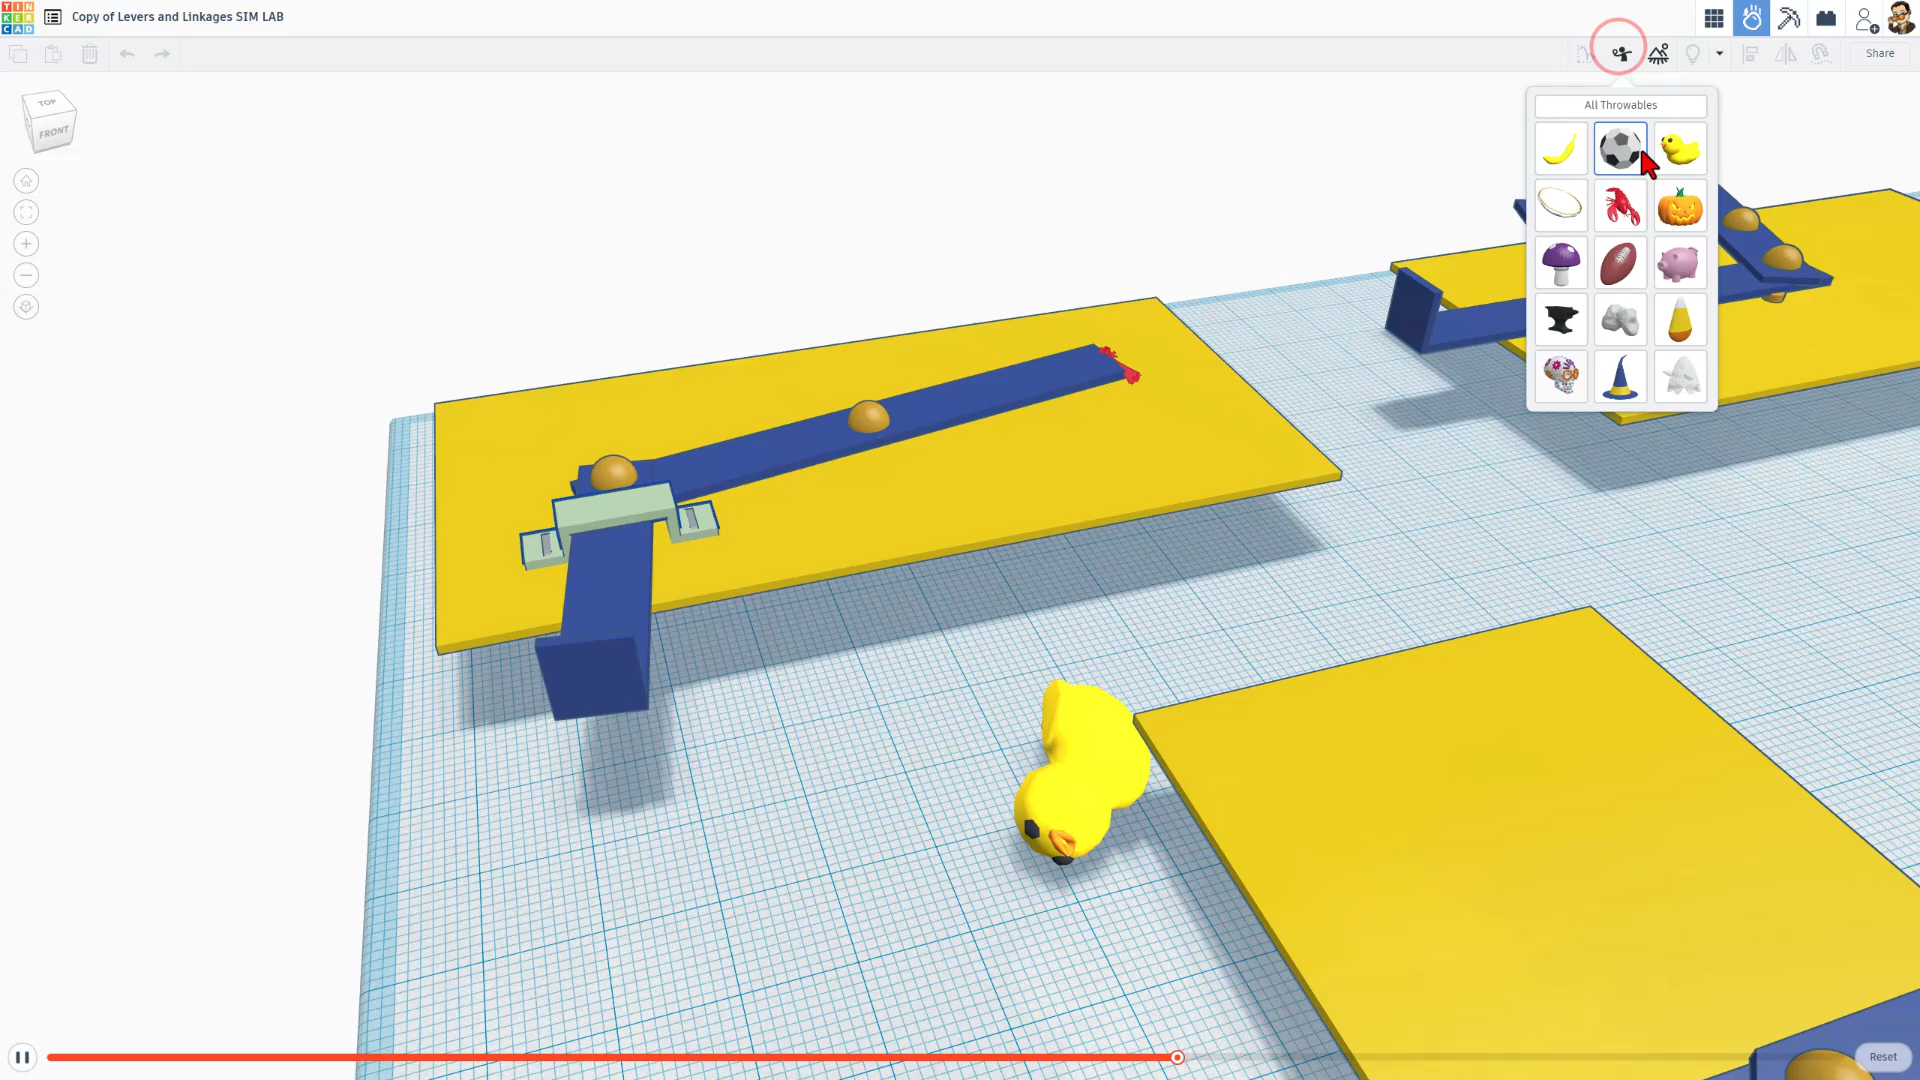 TIN
KER
CAD
Copy of Levers and Linkages SIM LAB
Share
TOP
FRONT
All Throwables
Reset